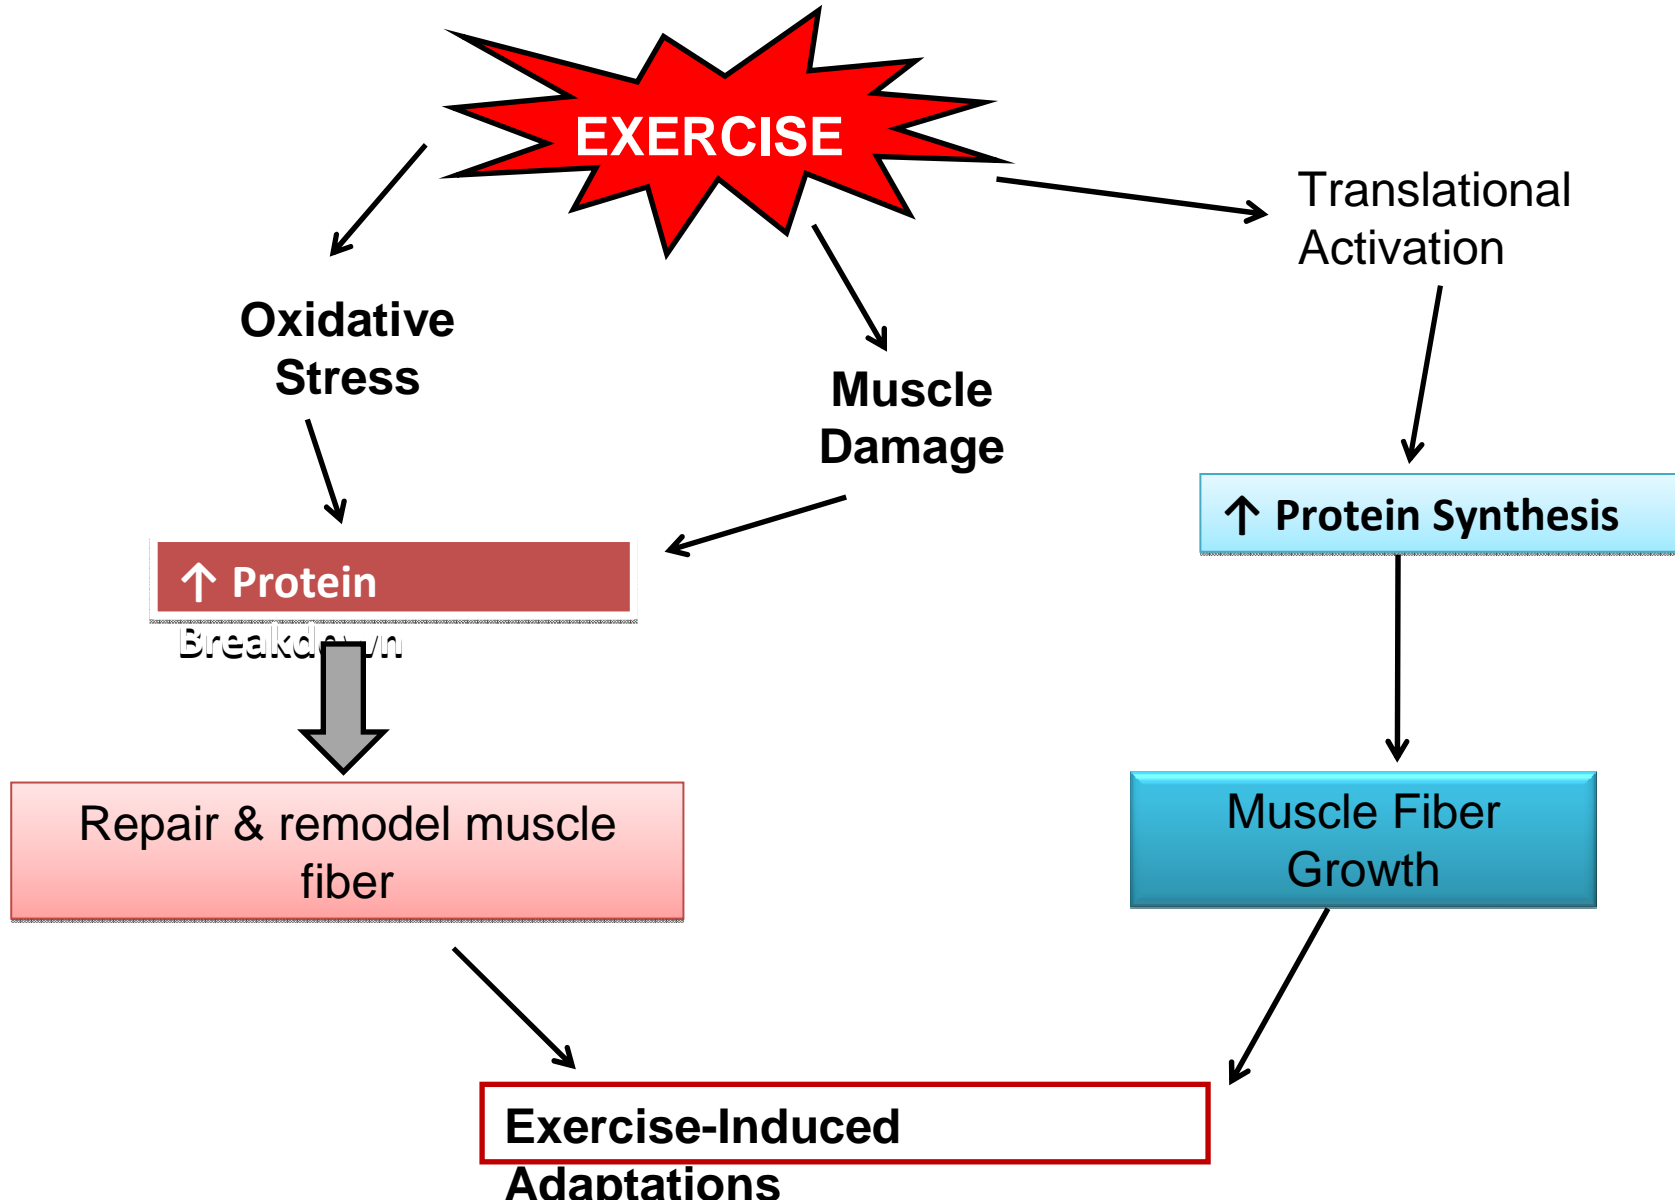 EXERCISE
Translational
Activation
Oxidative
Stress
Muscle
Damage
↑ Protein Synthesis
↑ Protein
Breakdown
Repair & remodel muscle
fiber
Muscle Fiber
Growth
Exercise-Induced
Adaptations